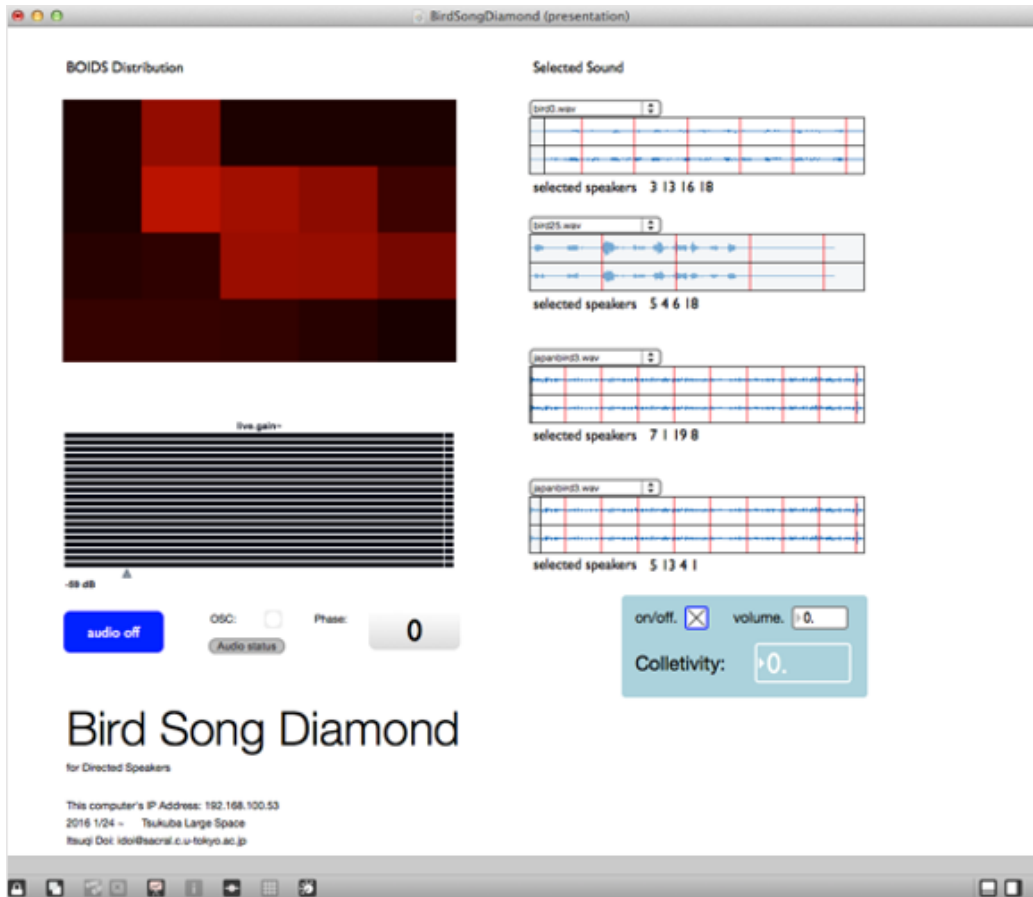 BirdSongDiamond (presentation)
BOIDS Distribution
live.gain~
-59 dB
audio off
OSC:
Audio status
Phase:
0
Bird Song Diamond
for Directed Speakers
This computer's IP Address: 192.168.100.53
2016 1/24 ~ Tsukuba Large Space
Itsuqi Doi: idoi@sacral.c.u-tokyo.ac.jp
Selected Sound
bird0.wav
selected speakers 3 13 16 18
bird25.wav
selected speakers 5 4 6 18
japanbird3.wav
selected speakers 7 1 19 8
japanbird3.wav
selected speakers 5 13 4 1
on/off.
volume. 0.
Colletivity: 0.